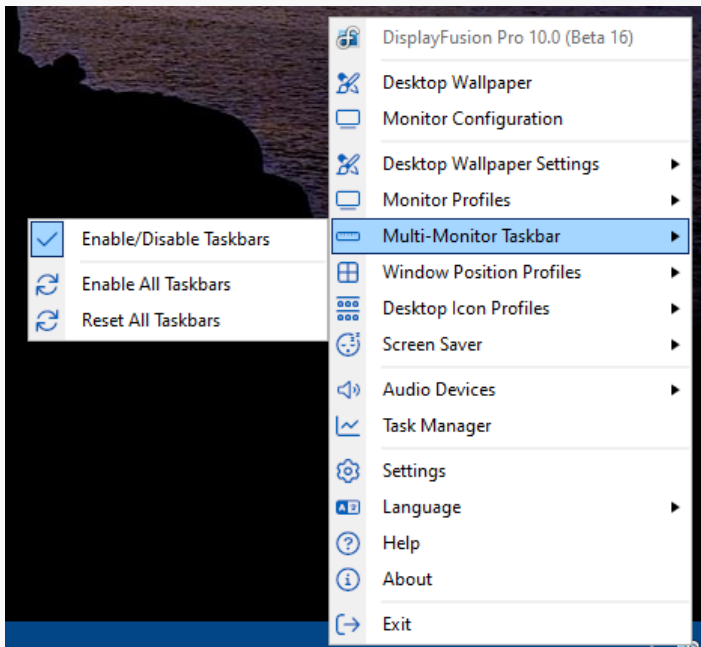 DisplayFusion Pro 10.0 (Beta 16)
Desktop Wallpaper
Monitor Configuration
Desktop Wallpaper Settings
Monitor Profiles
Multi-Monitor Taskbar
Enable/Disable Taskbars
Enable All Taskbars
Reset All Taskbars
Window Position Profiles
Desktop Icon Profiles
Screen Saver
Audio Devices
Task Manager
Settings
Language
Help
About
Exit